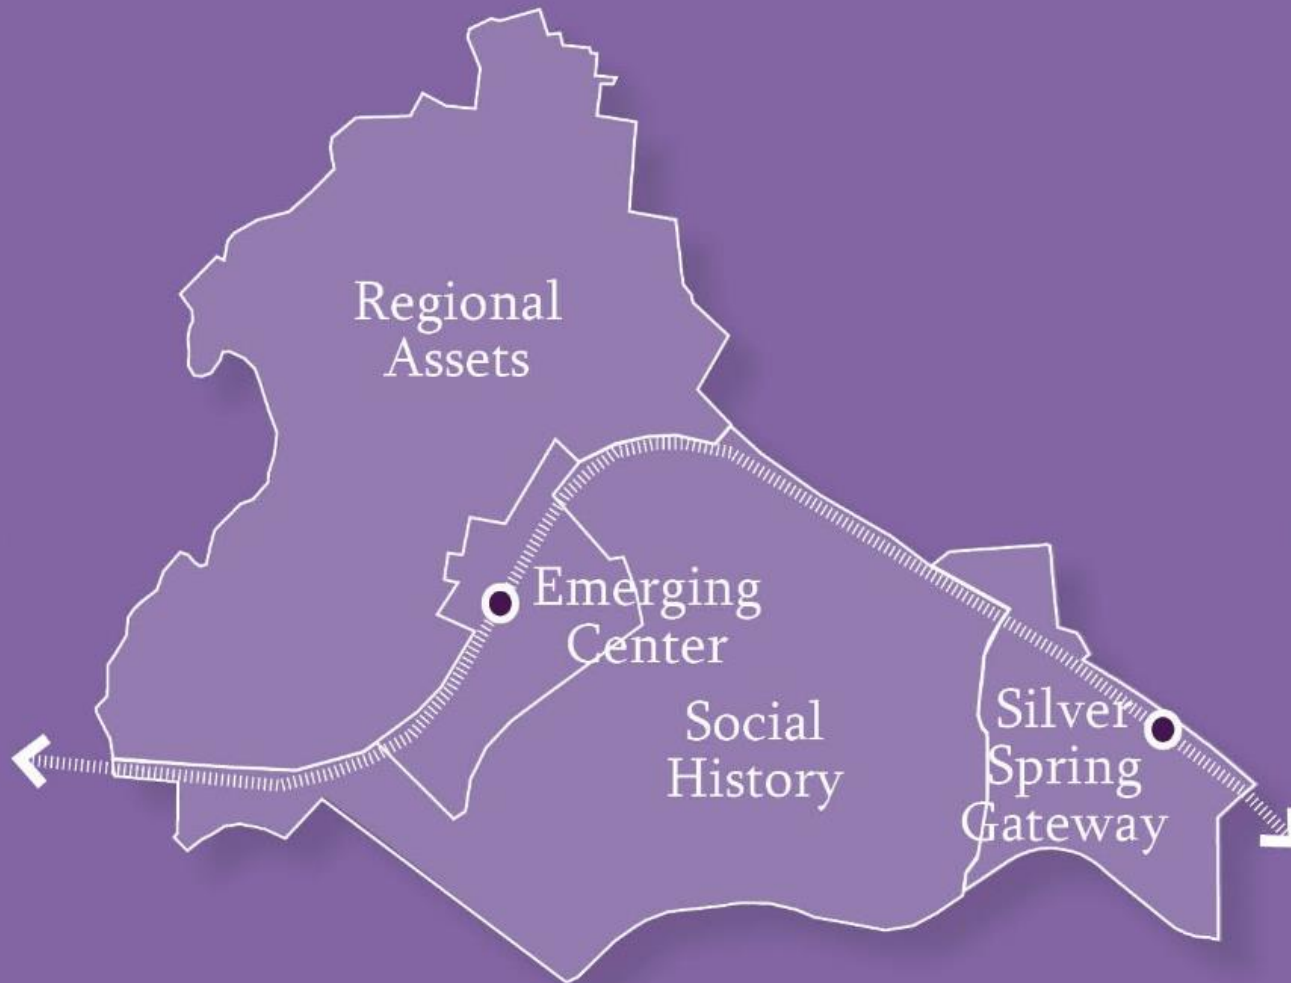 Regional
Assets
Emerging
Center
Social
History
Silver
Spring
Gateway